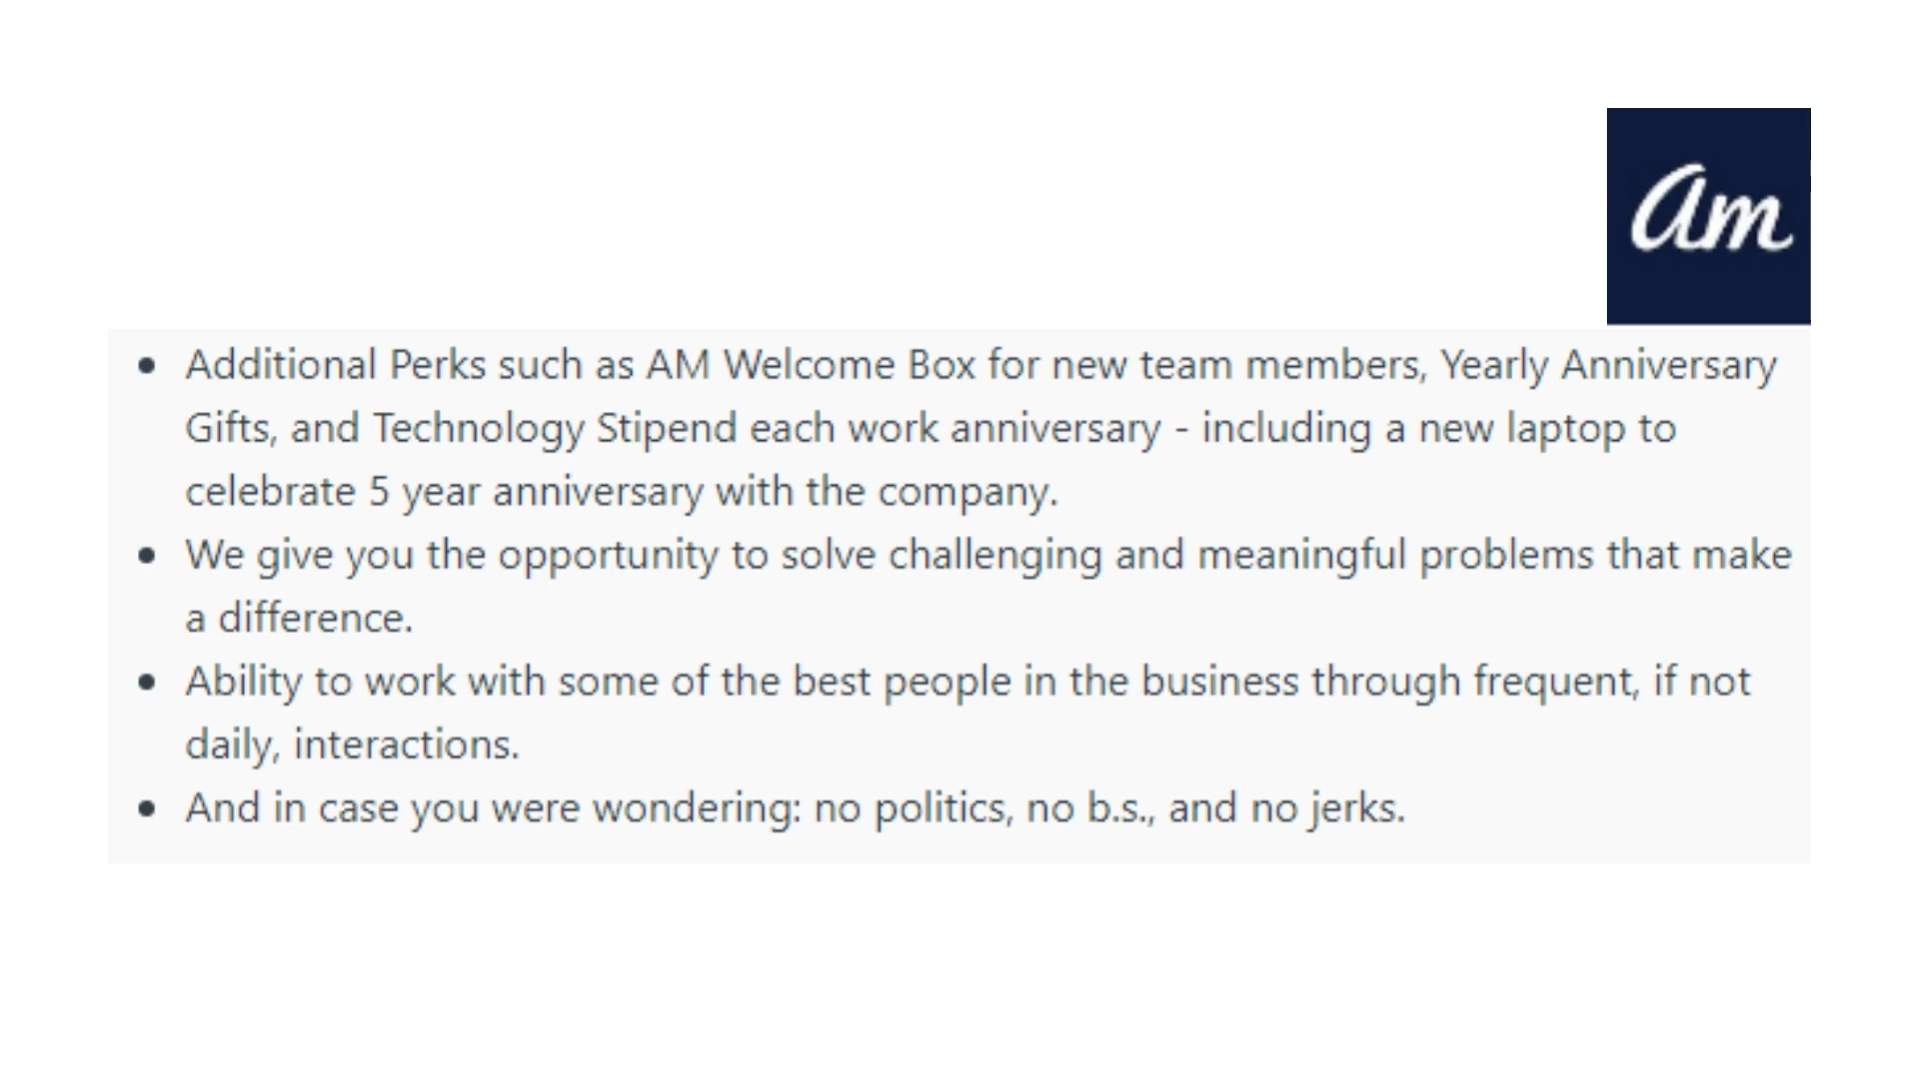 Am
Additional Perks such as AM Welcome Box for new team members, Yearly Anniversary
Gifts, and Technology Stipend each work anniversary - including a new laptop to
celebrate 5 year anniversary with the company.
We give you the opportunity to solve challenging and meaningful problems that make
a difference.
Ability to work with some of the best people in the business through frequent, if not
daily, interactions.
And in case you were wondering: no politics, no b.s., and no jerks.